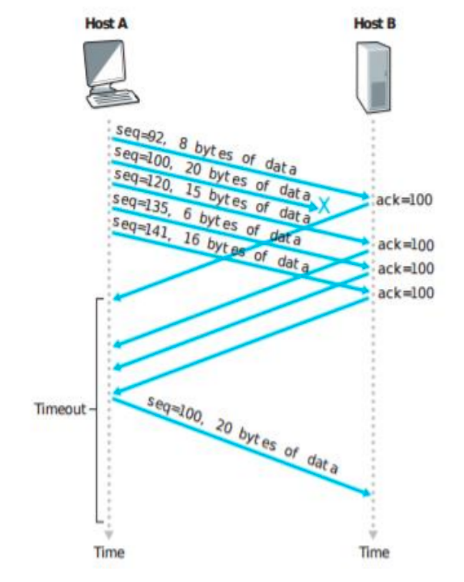 Host A
Host B
seq=92, 8 bytes of data
seq=100, 20 bytes of data
X
seq=120, 15 bytes of data
seq=135, 6 bytes of data
seq=141, 16 bytes of data
ack=100
ack=100
ack=100
ack=100
Timeout
seq=100, 20 bytes of data
Time
Time